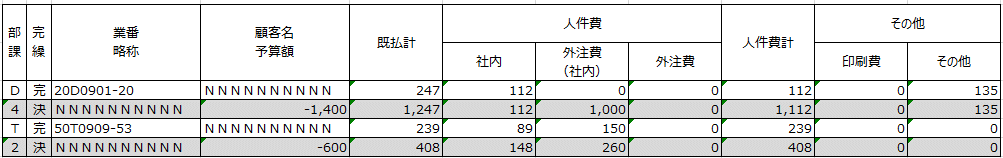 部課 完繰 業番略称 顧客名予算額 既払計 人件費 人件費計 その他
社内 外注費（社内） 外注費 印刷費 その他
D 完 20D0901-20 ＮＮＮＮＮＮＮＮＮＮ 247 112 0 0 112 0 135
4 決 ＮＮＮＮＮＮＮＮＮＮ -1,400 1,247 112 1,000 0 1,112 0 135
T 完 50T0909-53 ＮＮＮＮＮＮＮＮＮＮ 239 89 150 0 239 0 0
2 決 ＮＮＮＮＮＮＮＮＮＮ -600 408 148 260 0 408 0 0